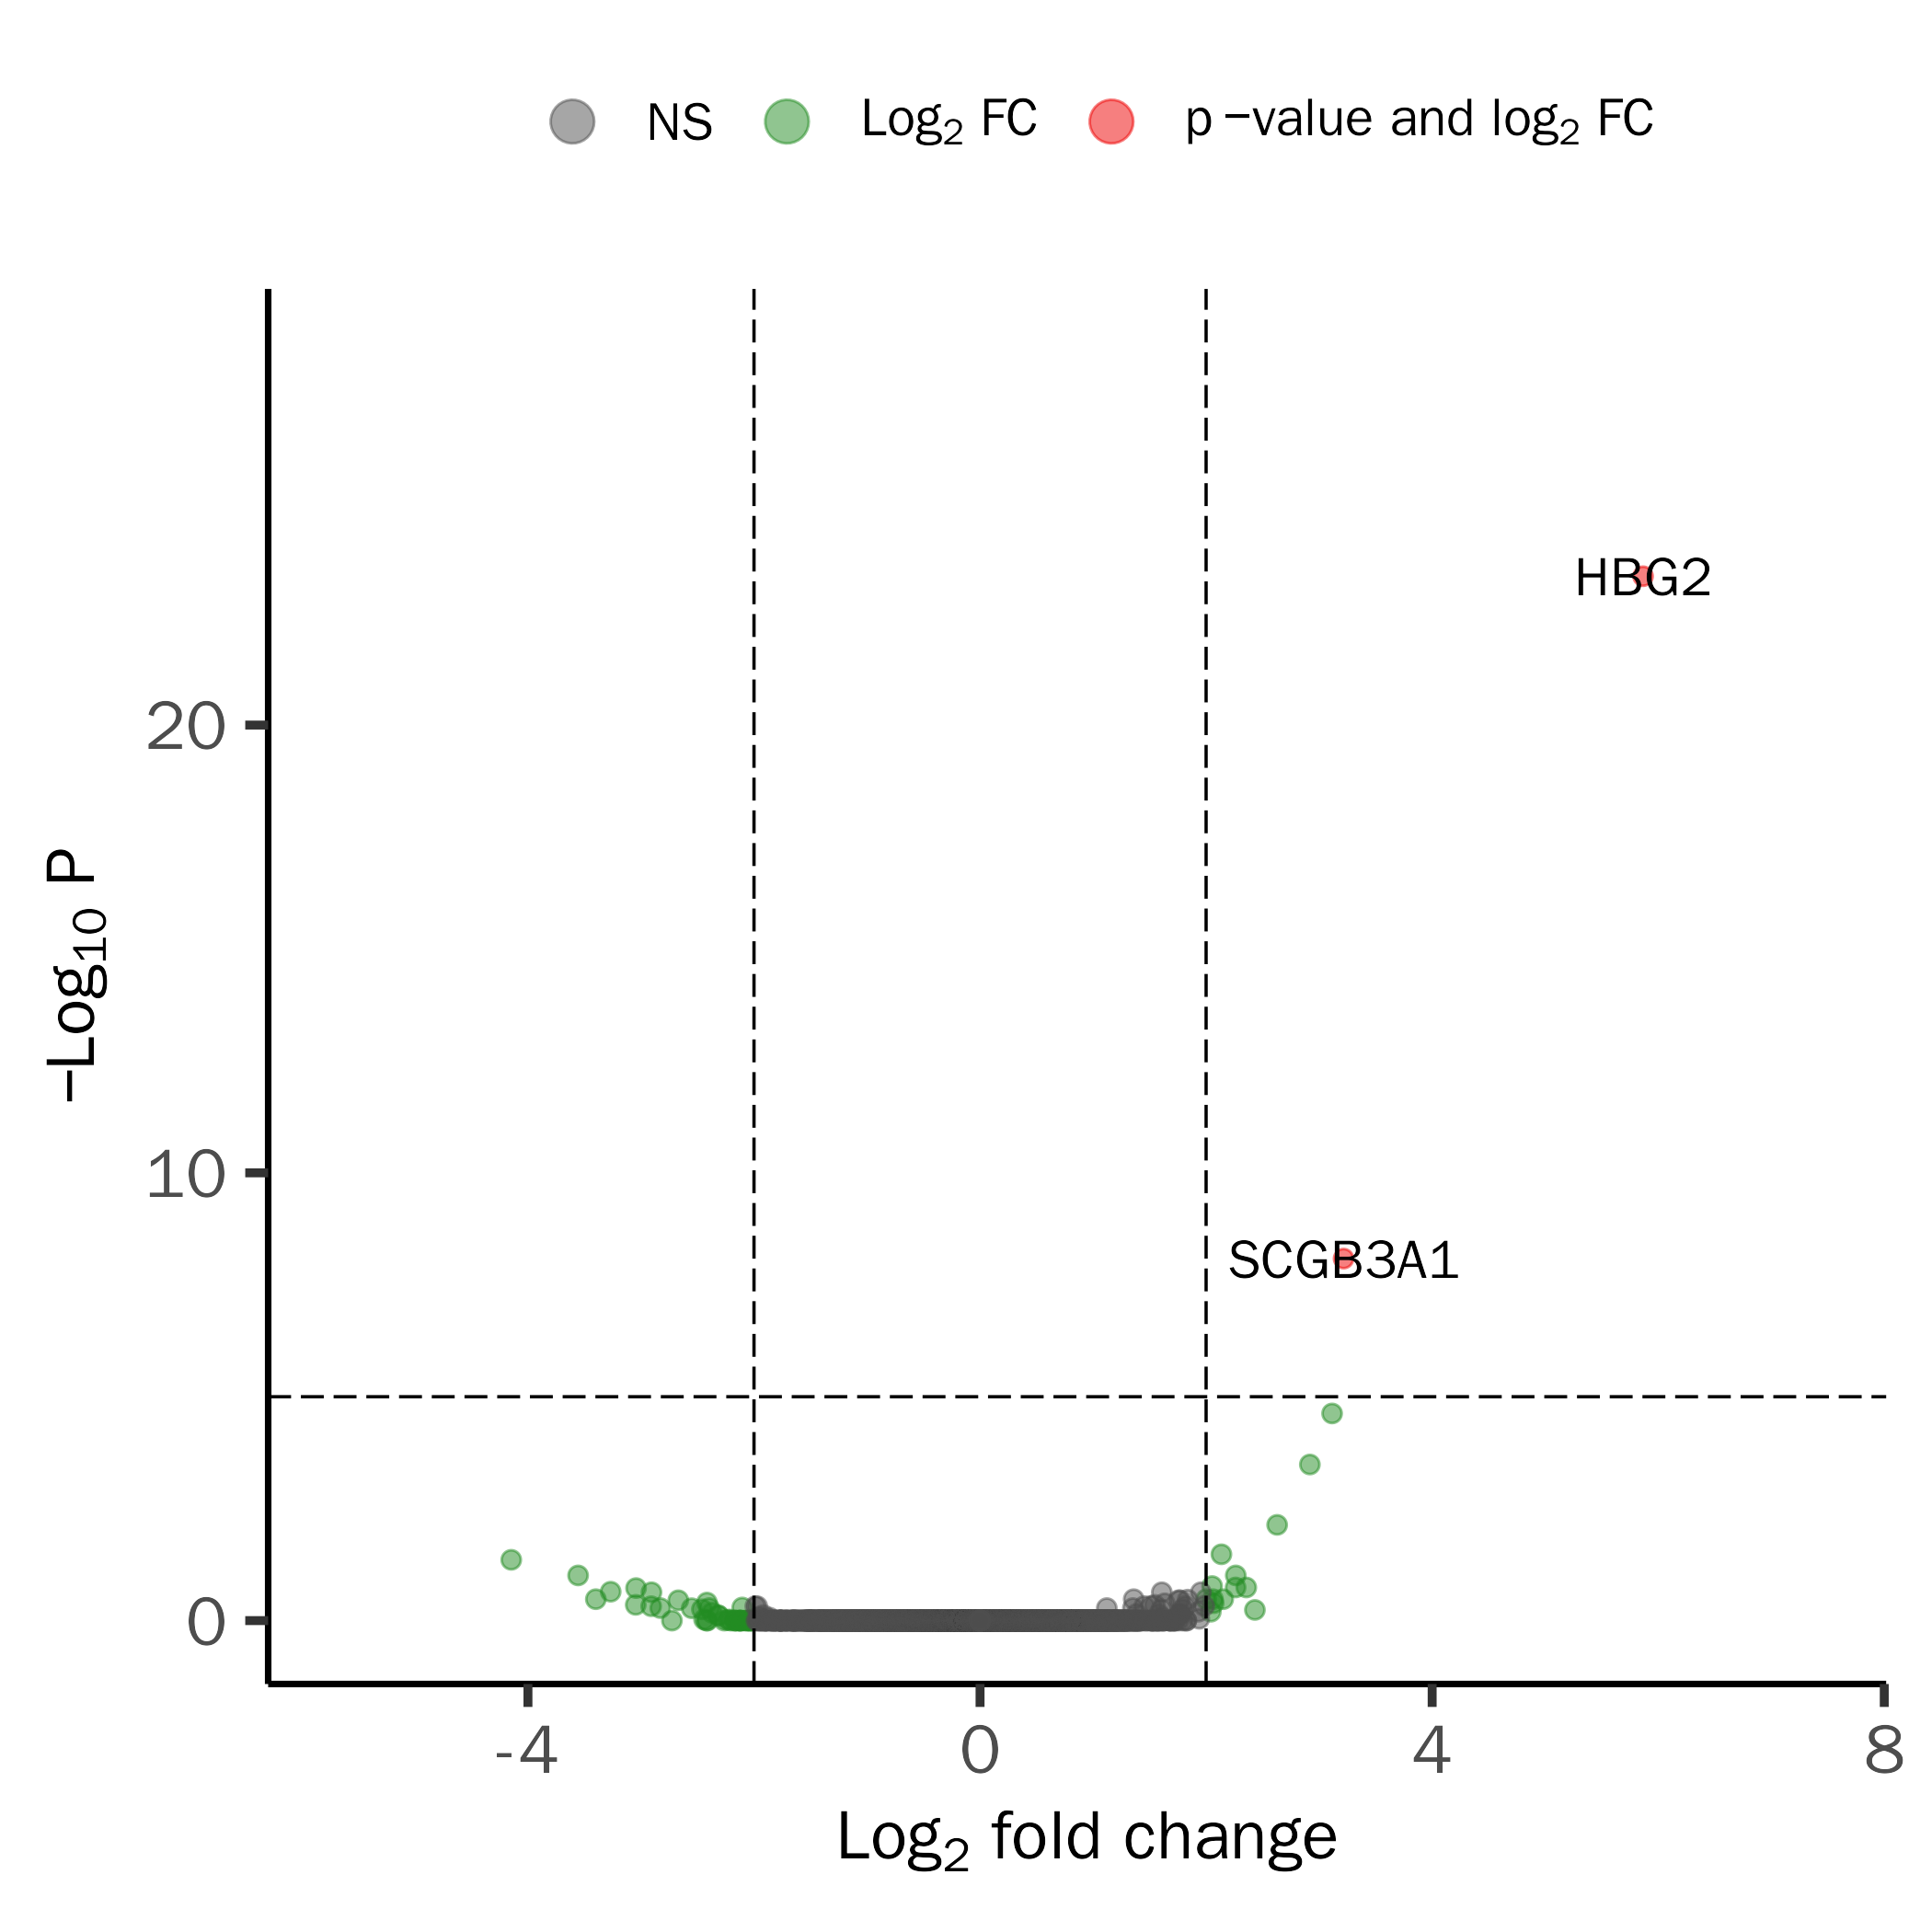 NS Log₂ FC p −value and log₂ FC
HBG2
20
−Log₁₀ P
10
SCGB3A1
0
-4 0 4 8
Log₂ fold change